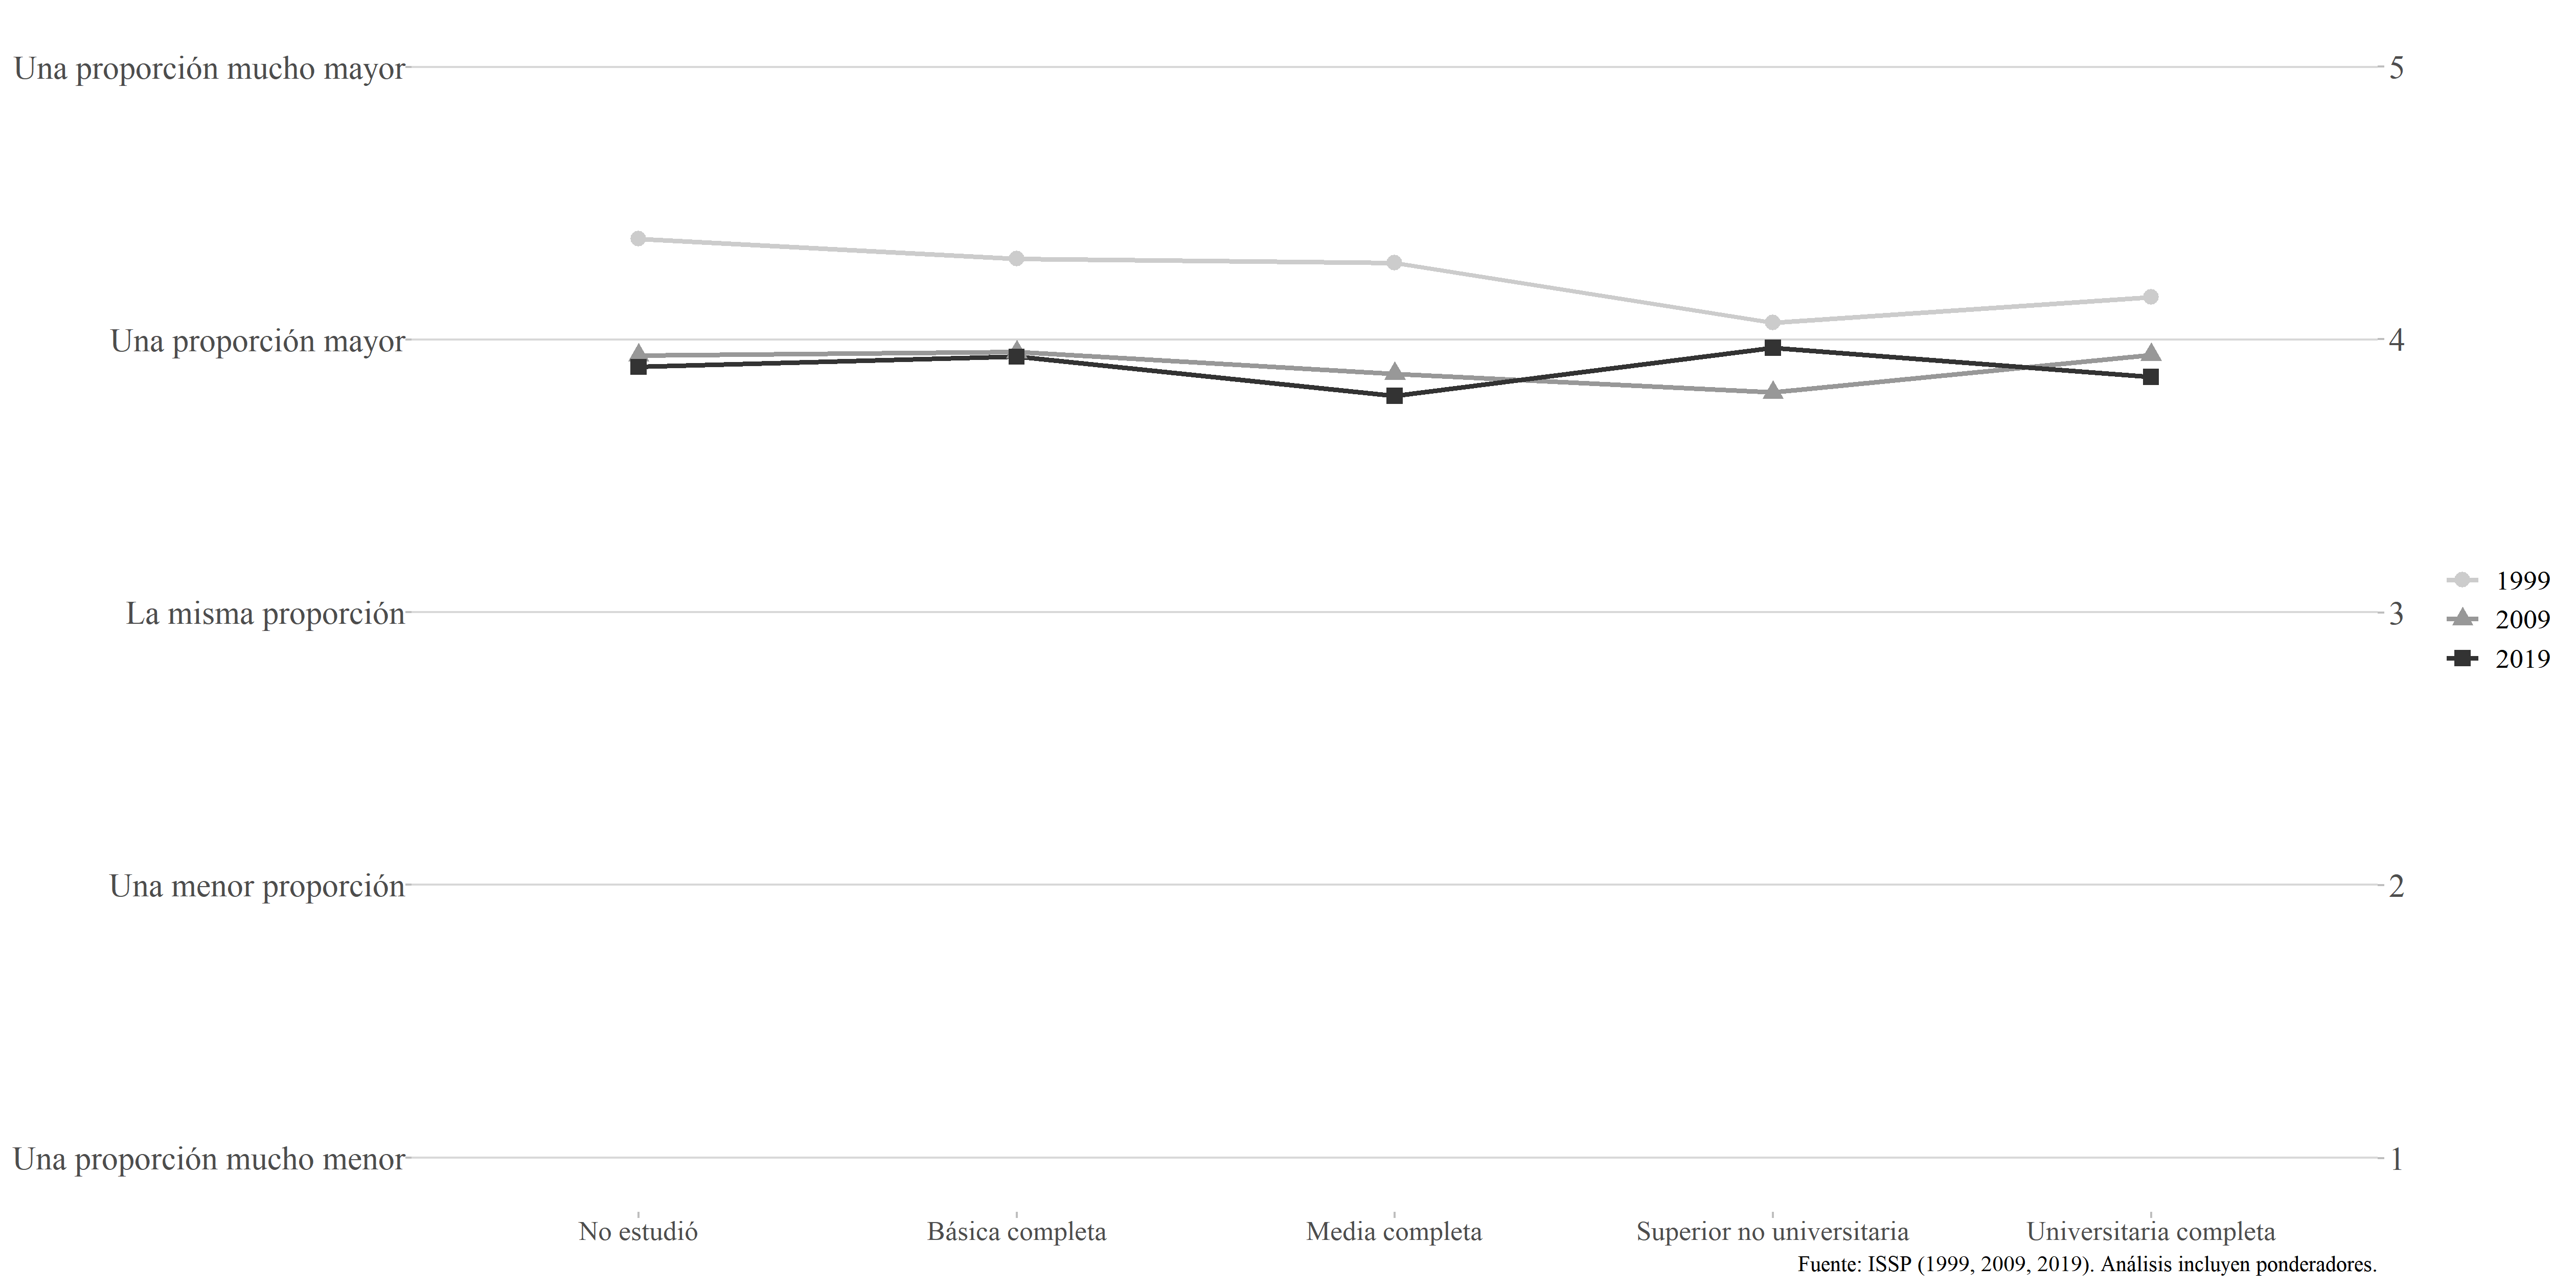 Una proporción mucho mayor
5
Una proporción mayor
4
La misma proporción
3
Una menor proporción
2
Una proporción mucho menor
1
1999
2009
2019
No estudió
Básica completa
Media completa
Superior no universitaria
Universitaria completa
Fuente: ISSP (1999, 2009, 2019). Análisis incluyen ponderadores.